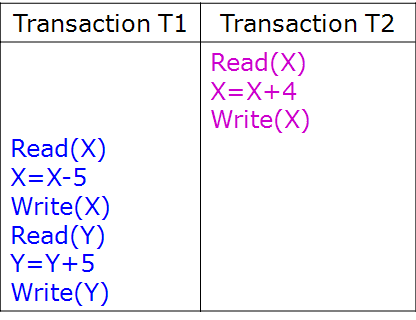 Transaction T1 Transaction T2
Read(X)
X=X+4
Write(X)
Read(X)
X=X-5
Write(X)
Read(Y)
Y=Y+5
Write(Y)